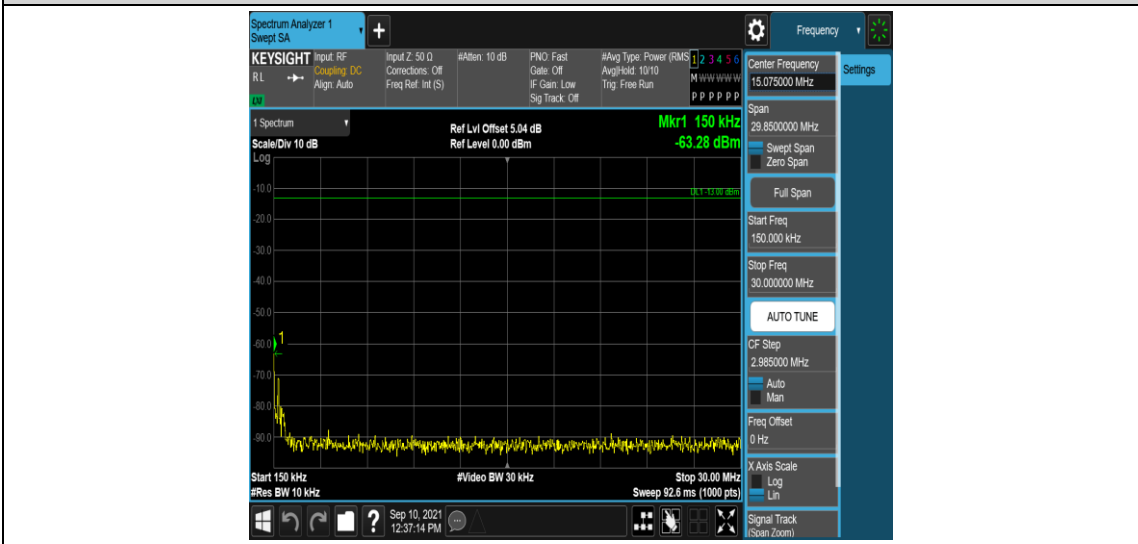 Spectrum Analyzer 1
Swept SA
+
Frequency
KEYSIGHT
RL
LXI
Input: RF
Coupling: DC
Align: Auto
Input Z: 50 Ω
Corrections: Off
Freq Ref: Int (S)
#Atten: 10 dB
PNO: Fast
Gate: Off
IF Gain: Low
Sig Track: Off
#Avg Type: Power (RMS
Avg|Hold: 10/10
Trig: Free Run
1 2 3 4 5 6
M W W W W W
P P P P P P
1 Spectrum
Scale/Div 10 dB
Log
Ref Lvl Offset 5.04 dB
Ref Level 0.00 dBm
Mkr1 150 kHz
-63.28 dBm
DL1 -13.00 dBm
-10.0
-20.0
-30.0
-40.0
-50.0
-60.0
-70.0
-80.0
-90.0
1
Start 150 kHz
#Res BW 10 kHz
#Video BW 30 kHz
Stop 30.00 MHz
Sweep 92.6 ms (1000 pts)
?
Sep 10, 2021
12:37:14 PM
Center Frequency
15.075000 MHz
Settings
Span
29.8500000 MHz
Swept Span
Zero Span
Full Span
Start Freq
150.000 kHz
Stop Freq
30.000000 MHz
AUTO TUNE
CF Step
2.985000 MHz
Auto
Man
Freq Offset
0 Hz
X Axis Scale
Log
Lin
Signal Track
(Span Zoom)